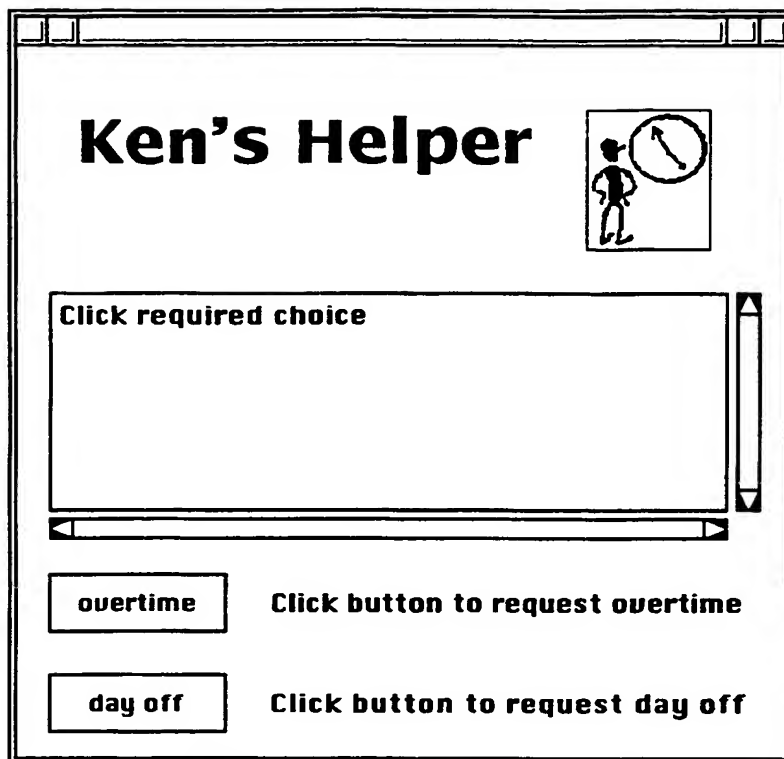 Ken's Helper
Click required choice
overtime Click button to request overtime
day off Click button to request day off